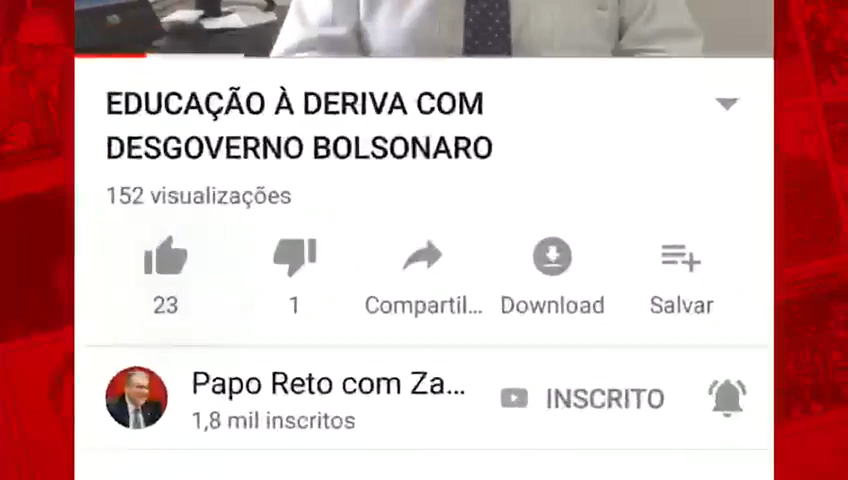 EDUCAÇÃO À DERIVA COM
DESGOVERNO BOLSONARO
152 visualizações
23 1 Compartil... Download Salvar
Papo Reto com Za... INSCRITO
1,8 mil inscritos